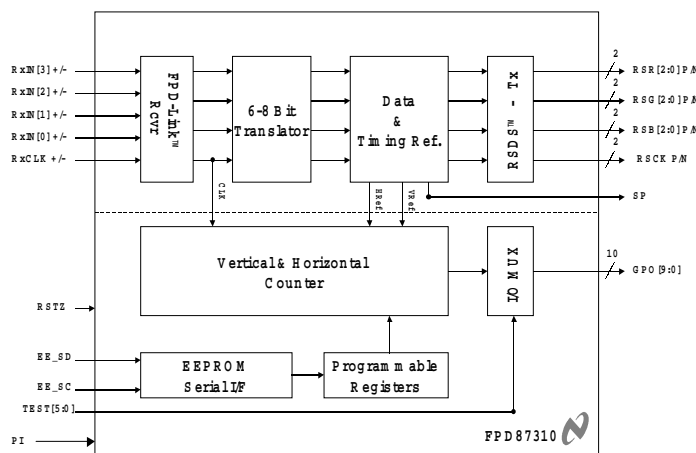 RxIN[3] +/-
RxIN[2] +/-
RxIN[1] +/-
RxIN[0] +/-
RxCLK +/-
FPD-Link™
Rcvr
6-8 Bit
Translator
Data
&
Timing Ref.
RSDS™ - Tx
2
RSR[2:0] P/N
2
RSG[2:0] P/N
2
RSB[2:0] P/N
2
RSCK P/N
SP
CLK
HRef
VRef
Vertical & Horizontal
Counter
I/O MUX
10
GPO [9:0]
RSTZ
EE_SD
EE_SC
TEST[5:0]
PI
EEPROM
Serial I/F
Programmable
Registers
FPD87310